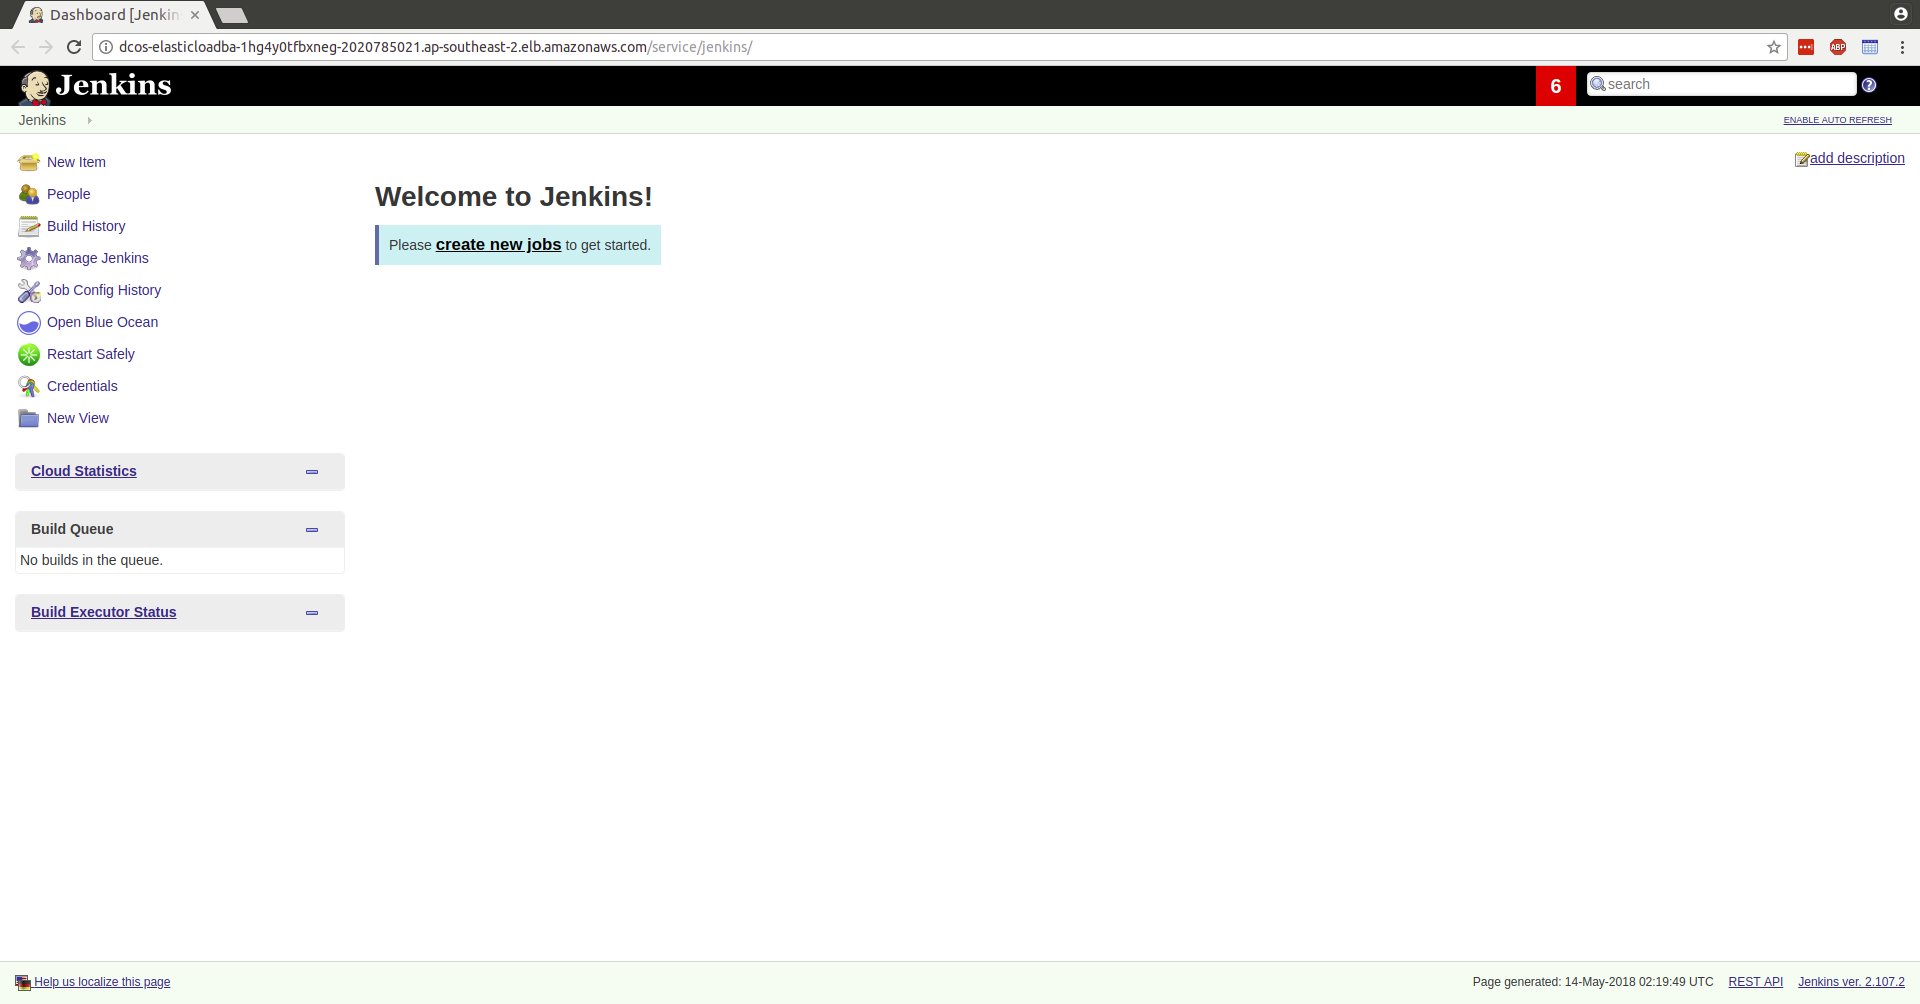 Dashboard [Jenkin
dcos-elasticloadba-1hg4y0tfbxneg-2020785021.ap-southeast-2.elb.amazonaws.com/service/jenkins/
ABP
Jenkins
6
search
Jenkins
ENABLE AUTO REFRESH
New Item
People
Build History
Manage Jenkins
Job Config History
Open Blue Ocean
Restart Safely
Credentials
New View
Cloud Statistics
Build Queue
No builds in the queue.
Build Executor Status
add description
Welcome to Jenkins!
Please create new jobs to get started.
Help us localize this page
Page generated: 14-May-2018 02:19:49 UTC
REST API
Jenkins ver. 2.107.2